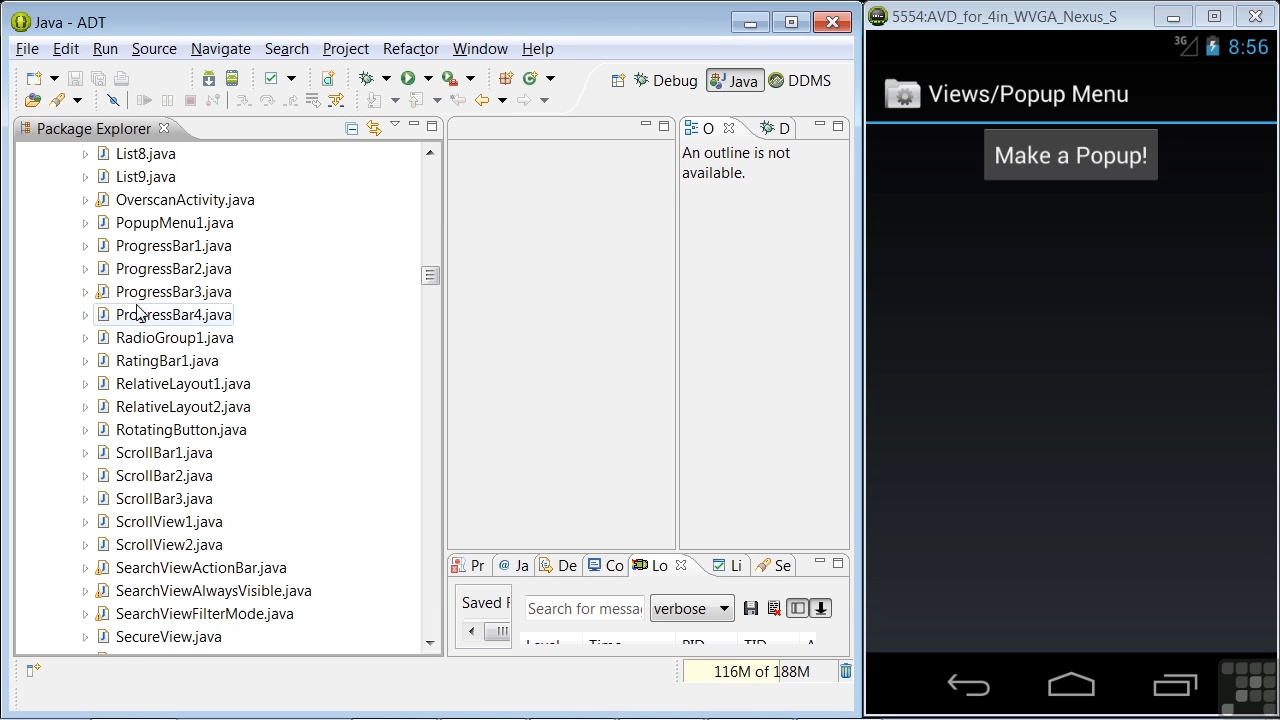 Java - ADT
File Edit Run Source Navigate Search Project Refactor Window Help
Debug Java DDMS
Package Explorer
List8.java
List9.java
OverscanActivity.java
PopupMenu1.java
ProgressBar1.java
ProgressBar2.java
ProgressBar3.java
ProgressBar4.java
RadioGroup1.java
RatingBar1.java
RelativeLayout1.java
RelativeLayout2.java
RotatingButton.java
ScrollBar1.java
ScrollBar2.java
ScrollBar3.java
ScrollView1.java
ScrollView2.java
SearchViewActionBar.java
SearchViewAlwaysVisible.java
SearchViewFilterMode.java
SecureView.java
O D
An outline is not
available.
Pr @ Ja De Co Lo Li Se
Saved F
Search for messa
verbose
Level Time PID TID A
116M of 188M
5554:AVD_for_4in_WVGA_Nexus_S
3G 8:56
Views/Popup Menu
Make a Popup!